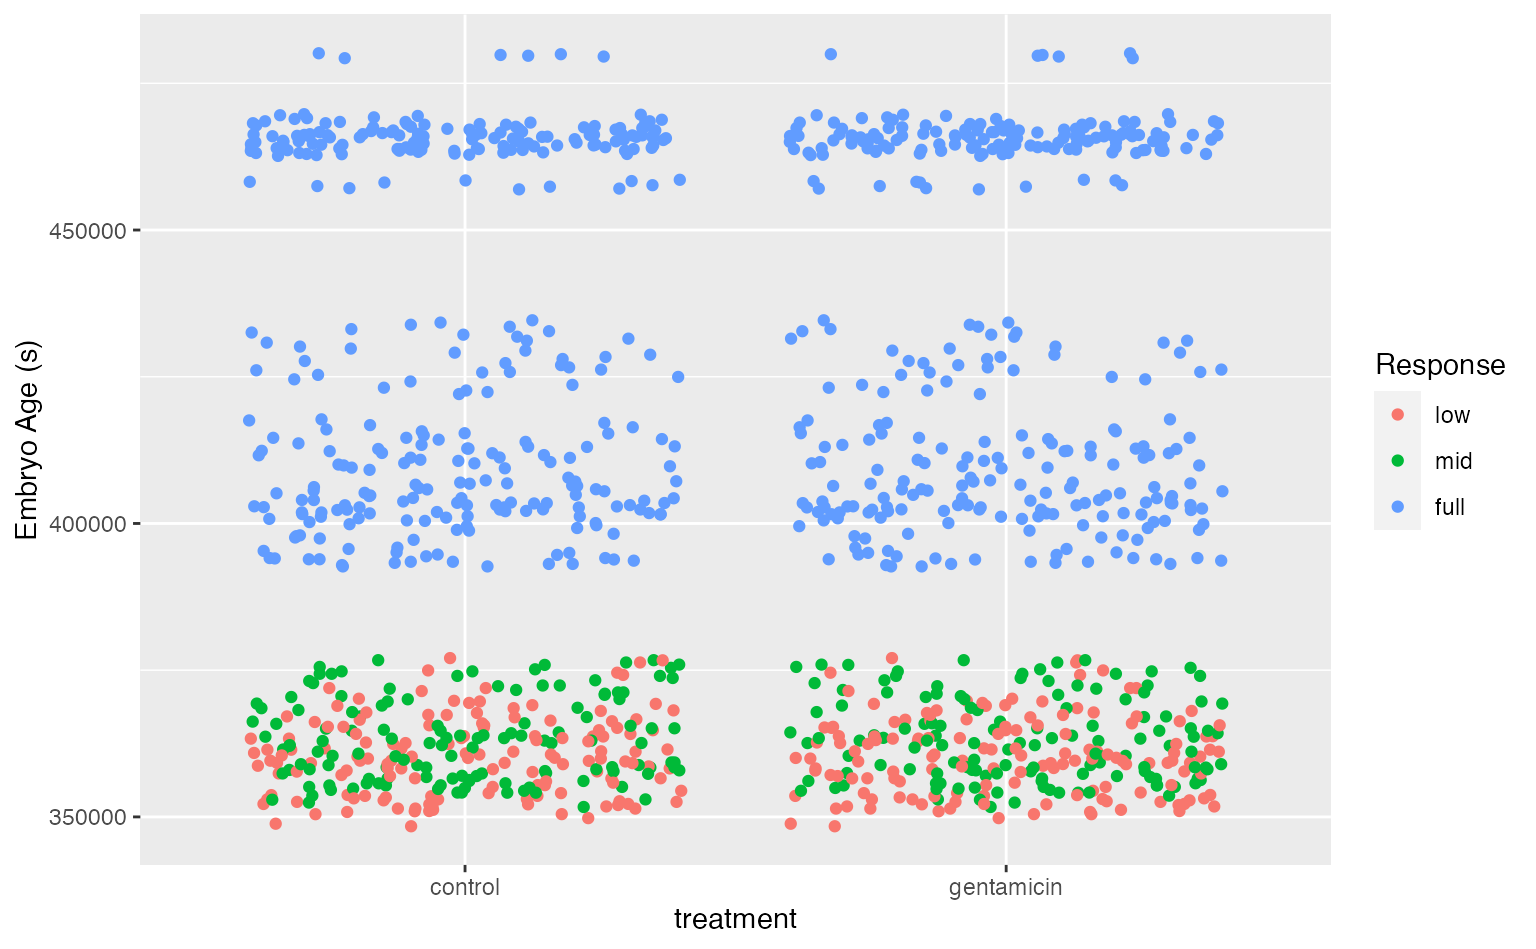 Embryo Age (s)
450000
400000
350000
control
gentamicin
treatment
Response
low
mid
full